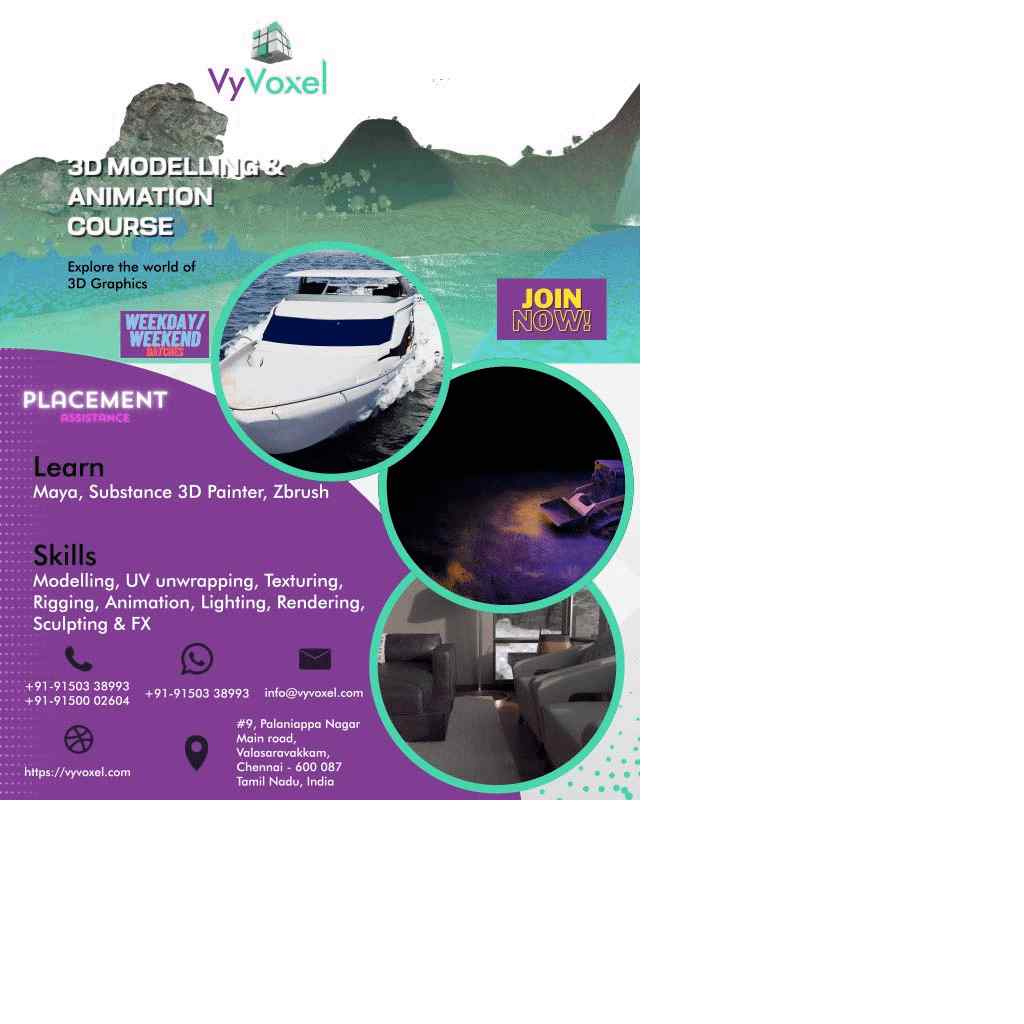 VyVoxel
3D MODELLING &
ANIMATION
COURSE
Explore the world of
3D Graphics
WEEKDAY/
WEEKEND
BATCHES
JOIN
NOW!
PLACEMENT
ASSISTANCE
Learn
Maya, Substance 3D Painter, Zbrush
Skills
Modelling, UV unwrapping, Texturing,
Rigging, Animation, Lighting, Rendering,
Sculpting & FX
+91-91503 38993
+91-91500 02604
+91-91503 38993
info@vyvoxel.com
https://vyvoxel.com
#9, Palaniappa Nagar
Main road,
Valasaravakkam,
Chennai - 600 087
Tamil Nadu, India